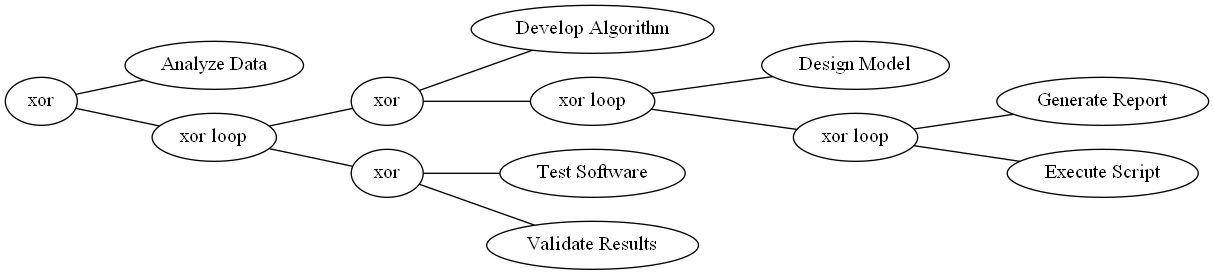 Develop Algorithm
Analyze Data
Design Model
xor
xor
xor loop
Generate Report
xor loop
xor loop
xor
Test Software
Execute Script
Validate Results